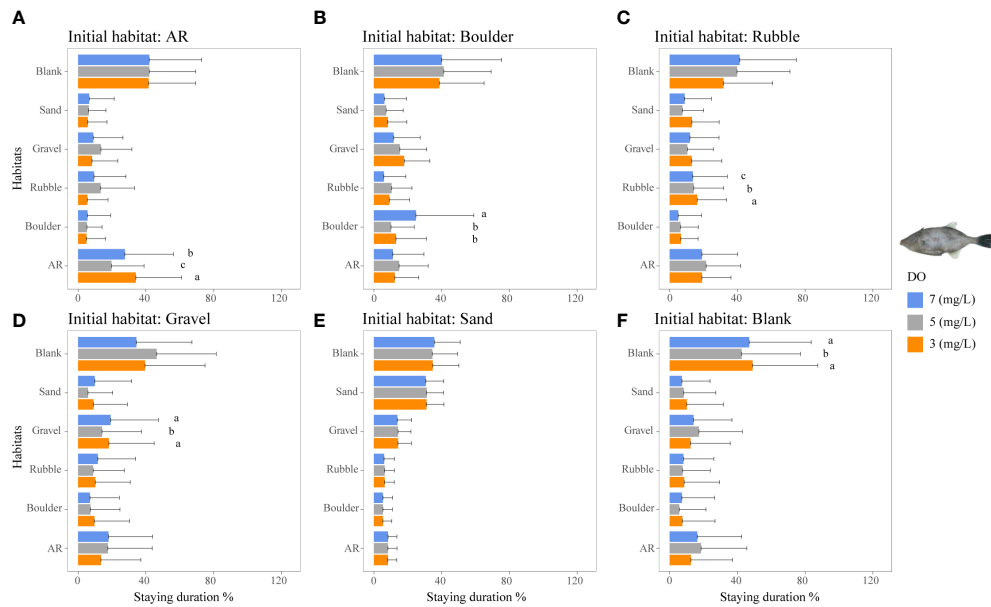 A
Initial habitat: AR
Habitats
Blank
Sand
Gravel
Rubble
Boulder
AR
b
c
a
0 40 80 120
B
Initial habitat: Boulder
Blank
Sand
Gravel
Rubble
Boulder
AR
a
b
b
0 40 80 120
C
Initial habitat: Rubble
Blank
Sand
Gravel
Rubble
Boulder
AR
c
b
a
0 40 80 120
DO
7 (mg/L)
5 (mg/L)
3 (mg/L)
D
Initial habitat: Gravel
Habitats
Blank
Sand
Gravel
Rubble
Boulder
AR
a
b
a
0 40 80 120
Staying duration %
E
Initial habitat: Sand
Blank
Sand
Gravel
Rubble
Boulder
AR
0 40 80 120
Staying duration %
F
Initial habitat: Blank
Blank
Sand
Gravel
Rubble
Boulder
AR
a
b
a
0 40 80 120
Staying duration %